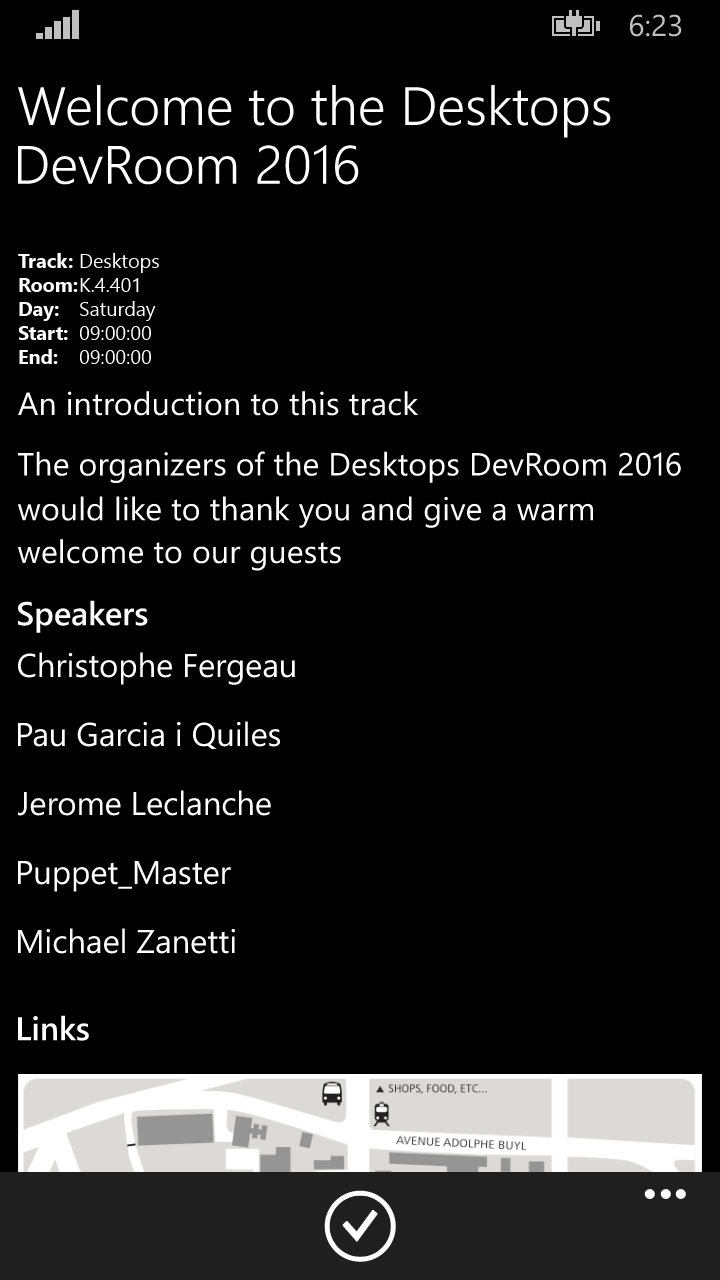 6:23
Welcome to the Desktops
DevRoom 2016
Track: Desktops
Room:K.4.401
Day: Saturday
Start: 09:00:00
End: 09:00:00
An introduction to this track
The organizers of the Desktops DevRoom 2016
would like to thank you and give a warm
welcome to our guests
Speakers
Christophe Fergeau
Pau Garcia i Quiles
Jerome Leclanche
Puppet_Master
Michael Zanetti
Links
▲ SHOPS, FOOD, ETC...
AVENUE ADOLPHE BUYL